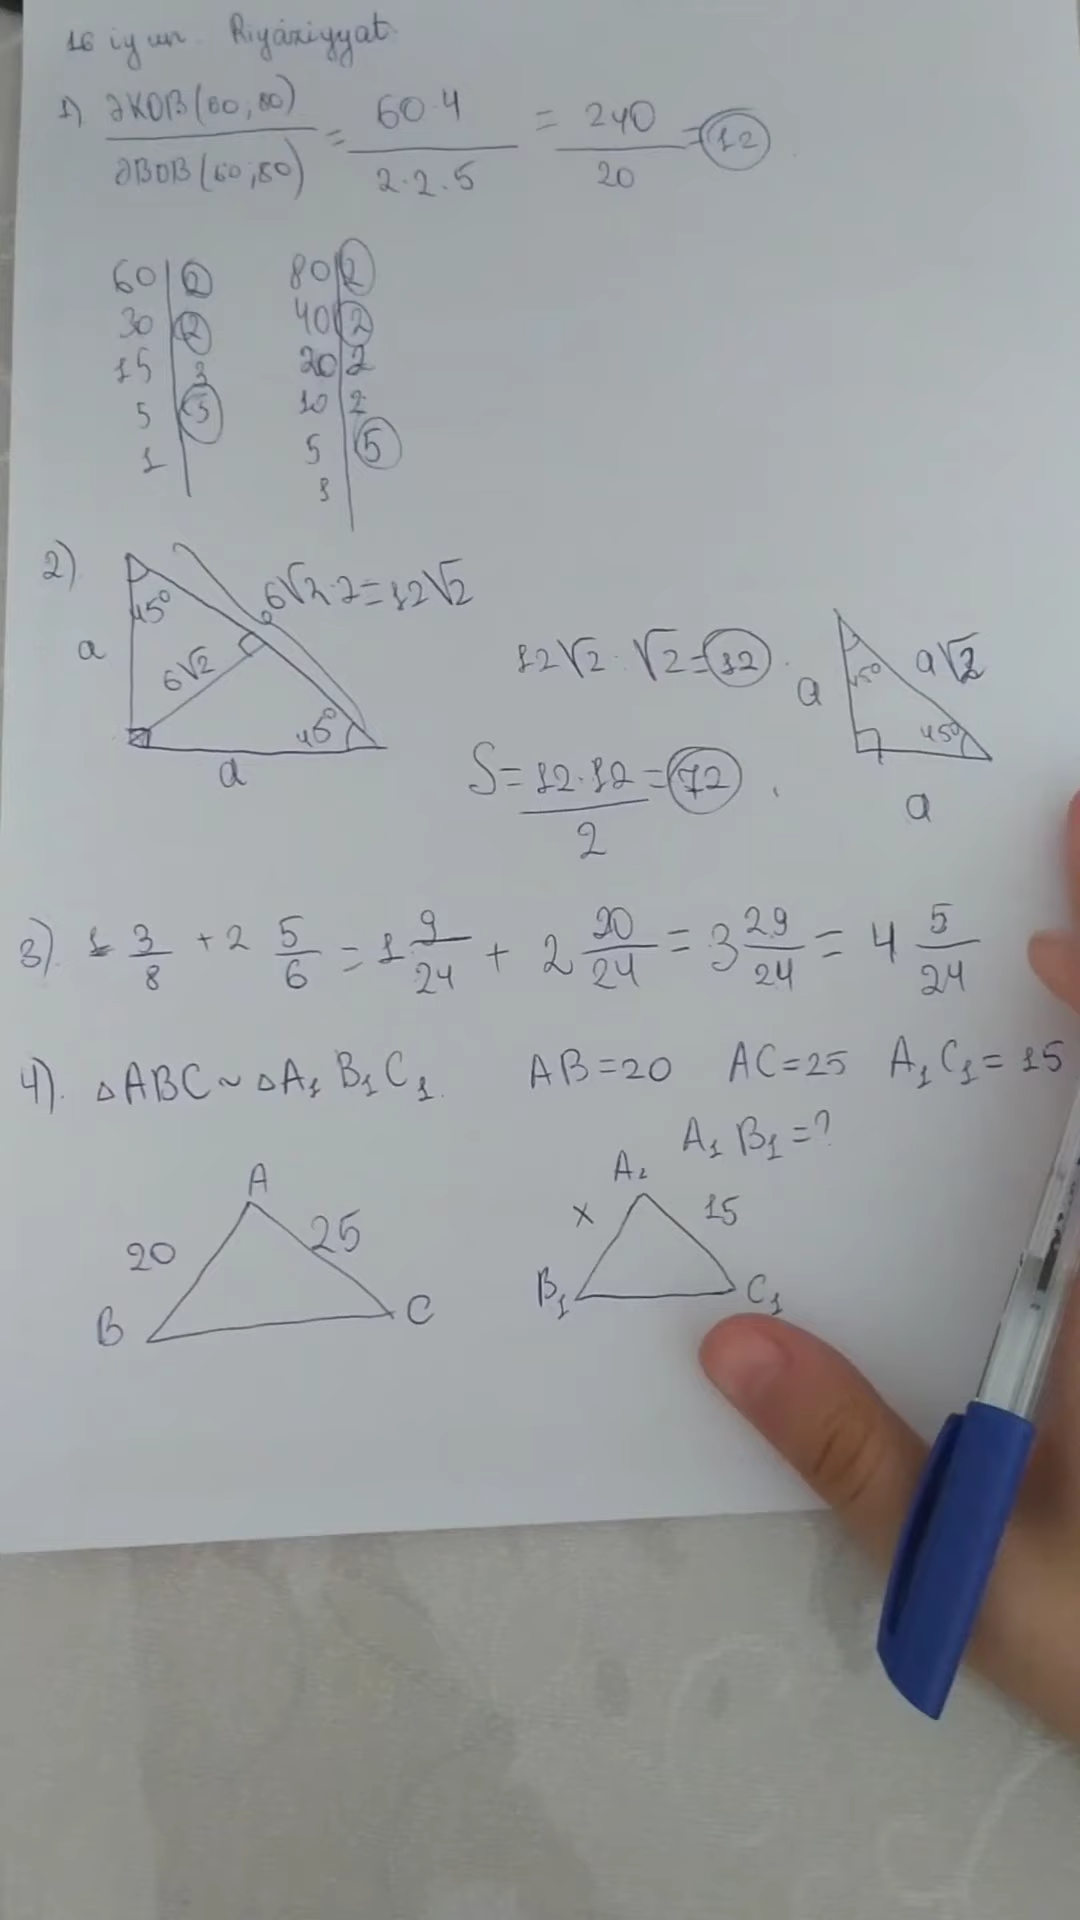 16 iyun Riyaziyyat
1) ƏKOB(60,80) / ƏBOB(60,80) = 60·4 / 2·2·5 = 240 / 20 = 12
60 | 2 80 | 2
30 | 2 40 | 2
15 | 3 20 | 2
5 | 5 10 | 2
1 | 5 | 5
1
2)
45°
6√2·2=12√2
a
6√2
45°
a
12√2 : √2=12
S= 12·12 / 2 =72
a
45°
a√2
45°
a
3). 1 3/8 + 2 5/6 = 1 9/24 + 2 20/24 = 3 29/24 = 4 5/24
4). △ABC ~ △A₁B₁C₁. AB=20 AC=25 A₁C₁=15
A₁B₁=?
A
20
25
B
C
A₁
x
15
B₁
C₁